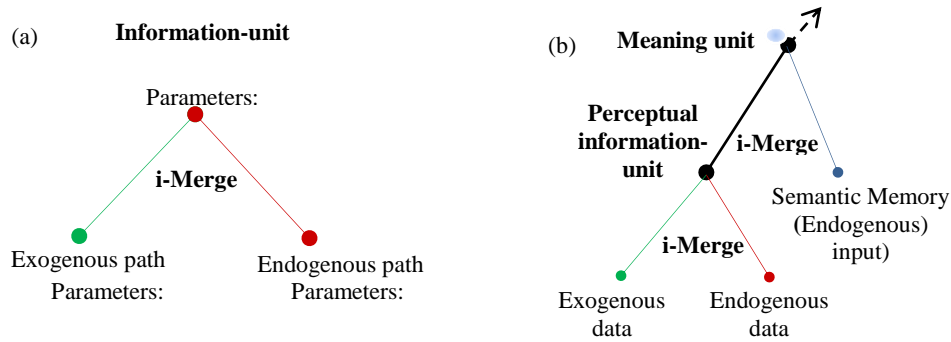 (a)
Information-unit
Parameters:
i-Merge
Exogenous path
Parameters:
Endogenous path
Parameters:
(b)
Meaning unit
Perceptual
information-
unit
i-Merge
Semantic Memory
(Endogenous)
input)
i-Merge
Exogenous
data
Endogenous
data